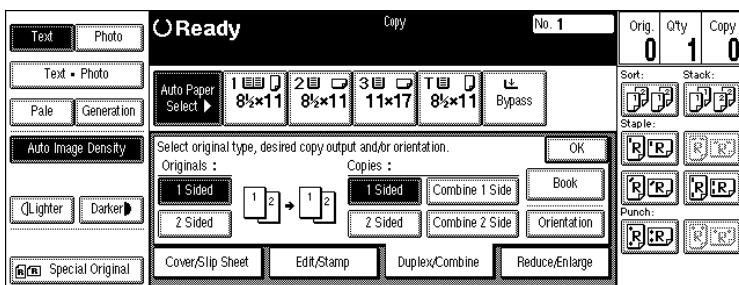 Text Photo
Text • Photo
Pale Generation
Auto Image Density
Lighter Darker
Special Original
Ready Copy No. 1
Auto Paper Select ▶
1 8½×11
2 8½×11
3 11×17
T 8½×11
Bypass
Select original type, desired copy output and/or orientation. OK
Originals : Copies :
1 Sided 1 2 → 1 2 1 Sided Combine 1 Side Book
2 Sided 2 Sided Combine 2 Side Orientation
Cover/Slip Sheet Edit/Stamp Duplex/Combine Reduce/Enlarge
Orig. Q'ty Copy
0 1 0
Sort: Stack:
Staple:
Punch: